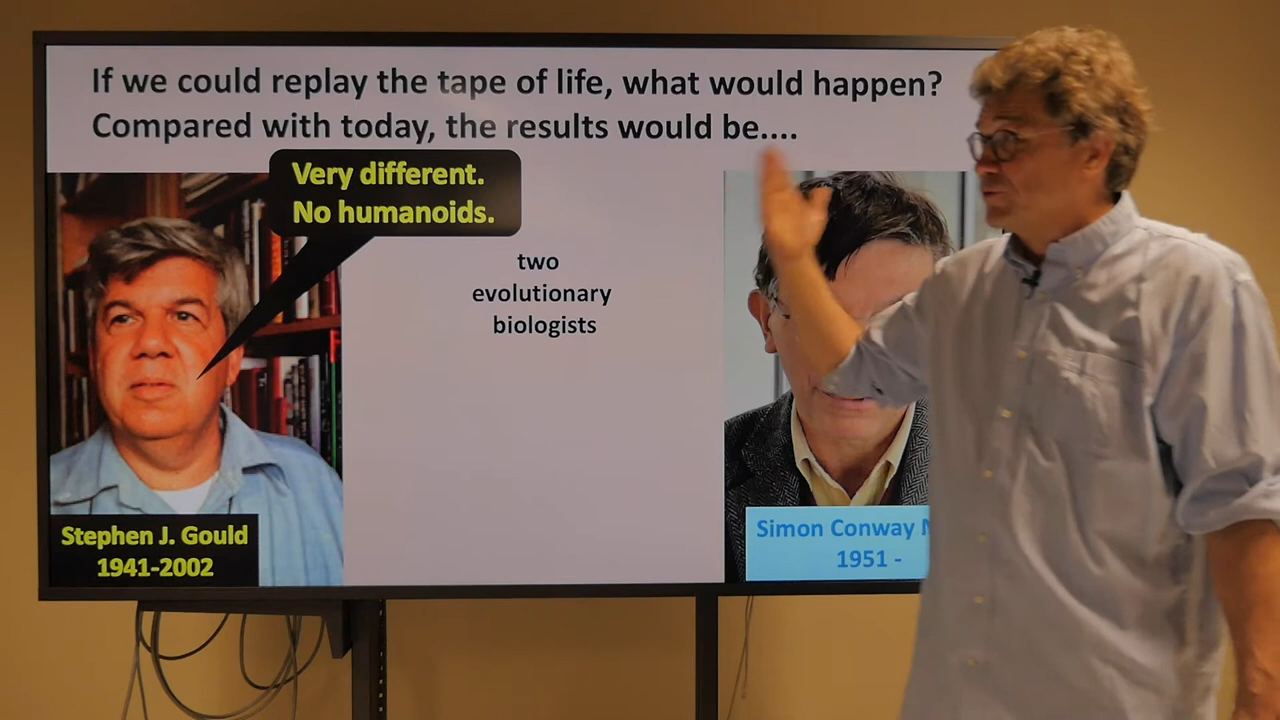 If we could replay the tape of life, what would happen?
Compared with today, the results would be....
Very different.
No humanoids.
two
evolutionary
biologists
Stephen J. Gould
1941-2002
Simon Conway
1951 -